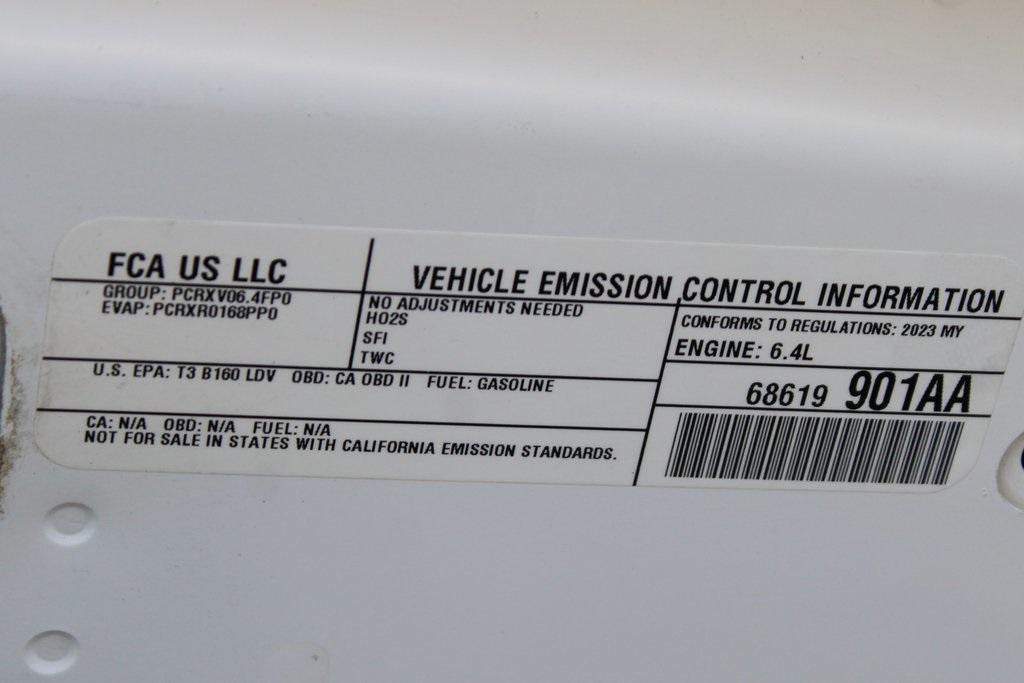 FCA US LLC
VEHICLE EMISSION CONTROL INFORMATION
GROUP: PCRXV06.4FP0
EVAP: PCRXR0168PP0
NO ADJUSTMENTS NEEDED
HO2S
SFI
TWC
CONFORMS TO REGULATIONS: 2023 MY
ENGINE: 6.4L
U.S. EPA: T3 B160 LDV OBD: CA OBD II FUEL: GASOLINE
68619 901AA
CA: N/A OBD: N/A FUEL: N/A
NOT FOR SALE IN STATES WITH CALIFORNIA EMISSION STANDARDS.